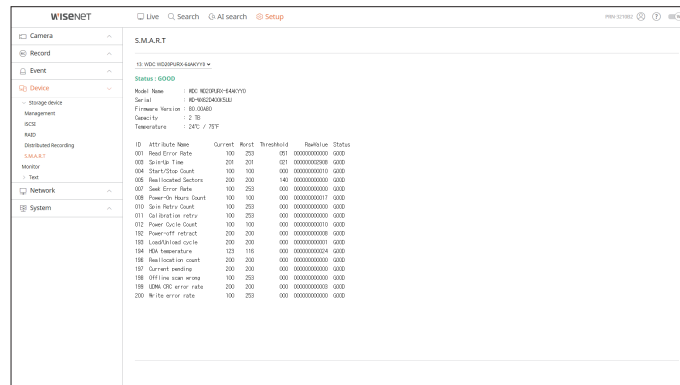 WISENET
Live Search AI search Setup
Camera
Record
Event
Device
Storage device
Management
iSCSI
RAID
Distributed Recording
S.M.A.R.T
Monitor
Text
Network
System
S.M.A.R.T
13: WDC WD20PURX-64AKYY0
Status : GOOD
Model Name : WDC WD20PURX-64AKYY0
Serial :
Firmware Version : 80.00A80
Capacity : 2 TB
Temperature : 24℃ / 75℉
ID Attribute Name Current Worst Threshhold RawValue Status
001 Read Error Rate 100 253 051 000000000000 GOOD
003 Spin-Up Time 201 201 021 000000002908 GOOD
004 Start/Stop Count 100 100 000 000000000010 GOOD
005 Reallocated Sectors 200 200 140 000000000000 GOOD
007 Seek Error Rate 100 253 000 000000000000 GOOD
009 Power-On Hours Count 100 100 000 000000000017 GOOD
010 Spin Retry Count 100 253 000 000000000000 GOOD
011 Calibration retry 100 253 000 000000000000 GOOD
012 Power Cycle Count 100 100 000 000000000010 GOOD
192 Power-off retract 200 200 000 000000000008 GOOD
193 Load/Unload cycle 200 200 000 000000000001 GOOD
194 HDA temperature 123 116 000 000000000024 GOOD
196 Reallocation count 200 200 000 000000000000 GOOD
197 Current pending 200 200 000 000000000000 GOOD
198 Offline scan wrong 100 253 000 000000000000 GOOD
199 UDMA CRC error rate 200 200 000 000000000003 GOOD
200 Write error rate 100 253 000 000000000000 GOOD